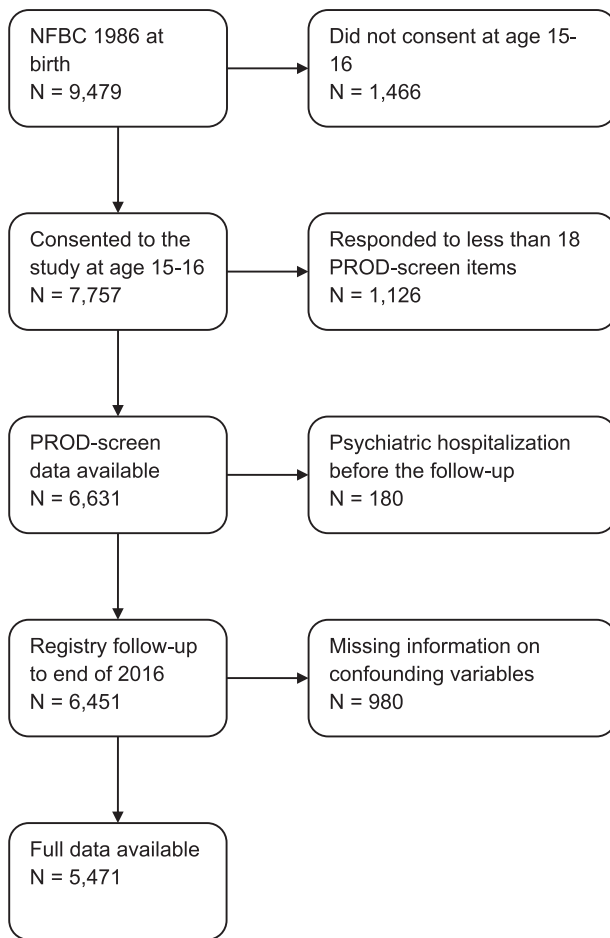 NFBC 1986 at
birth
N = 9,479
Did not consent at age 15-
16
N = 1,466
Consented to the
study at age 15-16
N = 7,757
Responded to less than 18
PROD-screen items
N = 1,126
PROD-screen
data available
N = 6,631
Psychiatric hospitalization
before the follow-up
N = 180
Registry follow-up
to end of 2016
N = 6,451
Missing information on
confounding variables
N = 980
Full data available
N = 5,471